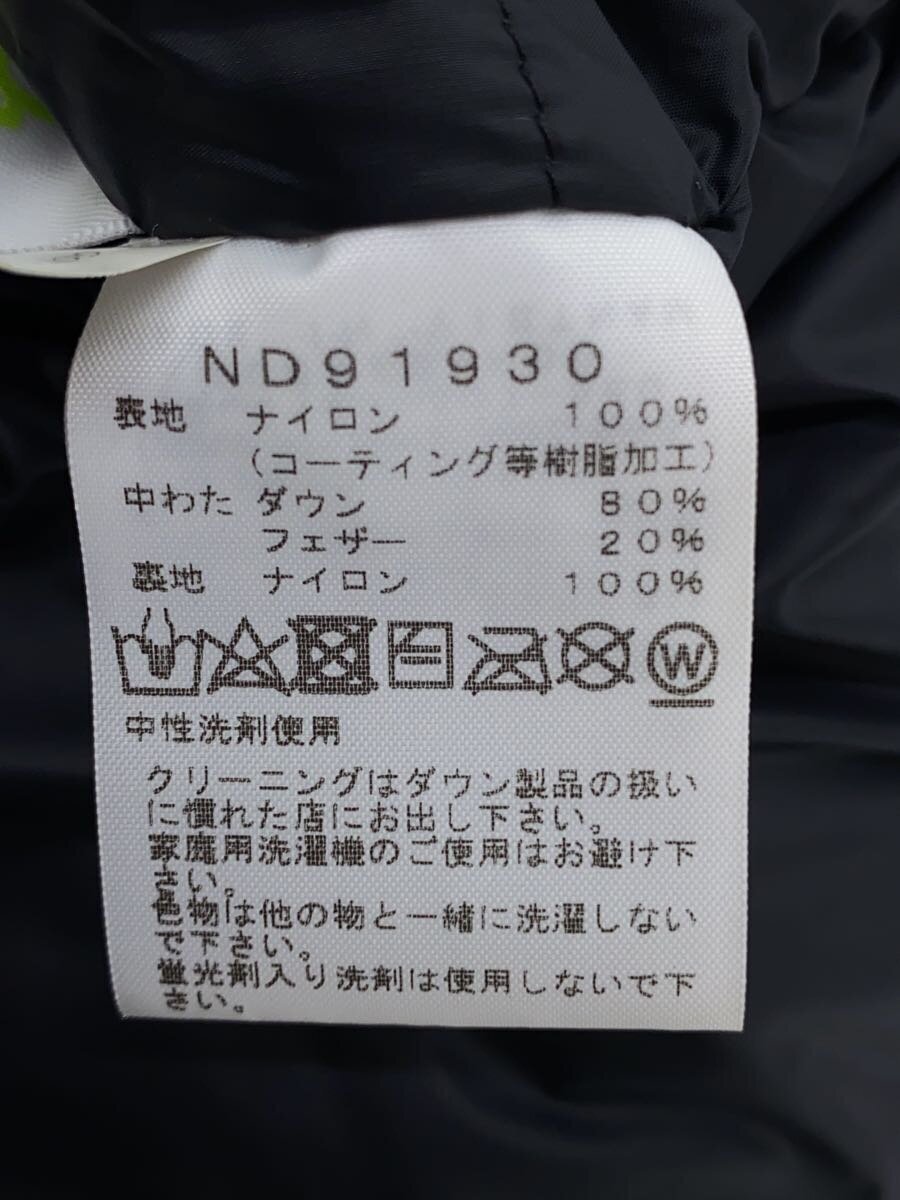 ND91930
表地 ナイロン 100%
(コーティング等樹脂加工)
中わた ダウン 80%
フェザー 20%
裏地 ナイロン 100%
W
中性洗剤使用
クリーニングはダウン製品の扱い
に慣れた店にお出し下さい。
家庭用洗濯機のご使用はお避け下
さい。
色物は他の物と一緒に洗濯しない
で下さい。
蛍光剤入り洗剤は使用しないで下
さい。